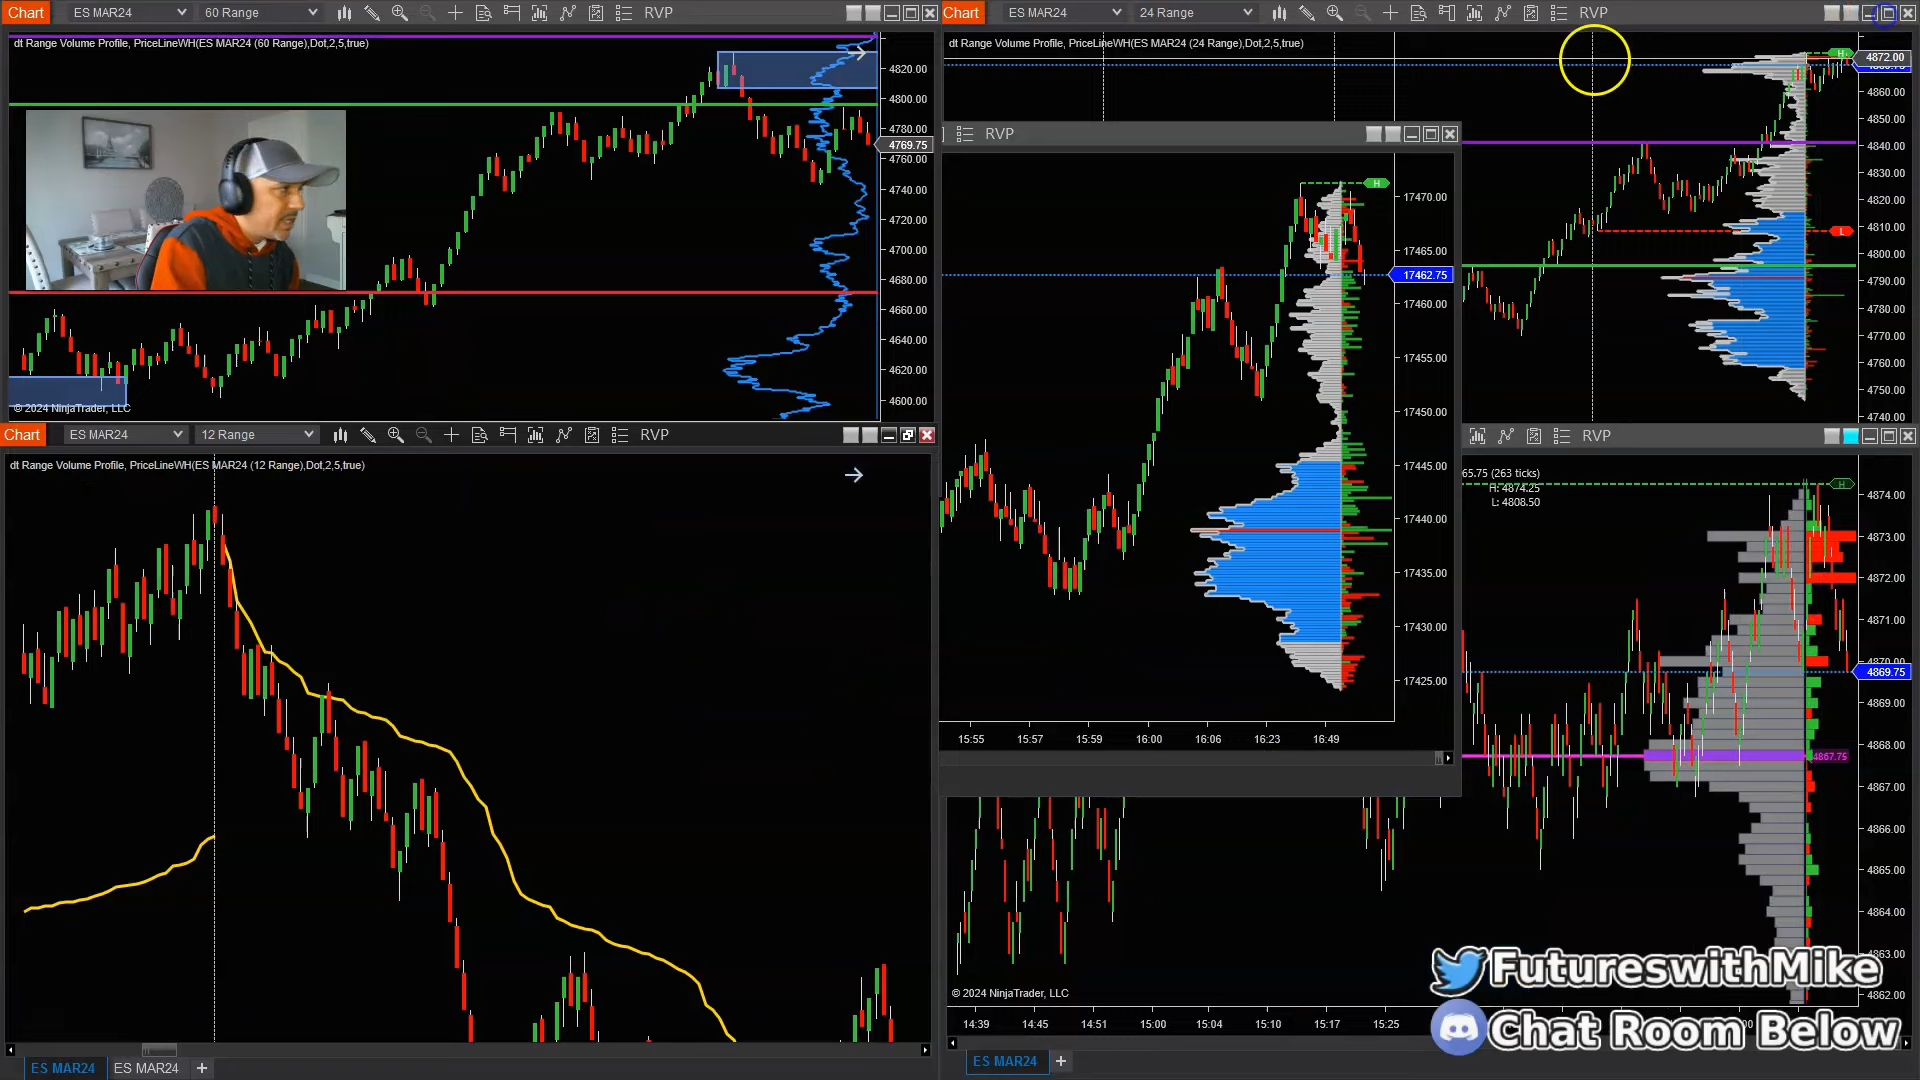 Chart ES MAR24 60 Range RVP
dt Range Volume Profile, PriceLineWH(ES MAR24 (60 Range),Dot,2,5,true)
4820.00
4800.00
4780.00
4769.75
4760.00
4740.00
4720.00
4700.00
4680.00
4660.00
4640.00
4620.00
4600.00
© 2024 NinjaTrader, LLC
Chart ES MAR24 24 Range RVP
dt Range Volume Profile, PriceLineWH(ES MAR24 (24 Range),Dot,2,5,true)
H
4872.00
4860.00
4850.00
4840.00
4830.00
4820.00
4810.00
L
4800.00
4790.00
4780.00
4770.00
4760.00
4750.00
4740.00
RVP
H
17470.00
17465.00
17462.75
17460.00
17455.00
17450.00
17445.00
17440.00
17435.00
17430.00
17425.00
15:55 15:57 15:59 16:00 16:06 16:23 16:49
Chart ES MAR24 12 Range RVP
dt Range Volume Profile, PriceLineWH(ES MAR24 (12 Range),Dot,2,5,true)
ES MAR24 ES MAR24 +
RVP
65.75 (263 ticks)
H: 4874.25
L: 4808.50
H
4874.00
4873.00
4872.00
4871.00
4870.00
4869.75
4869.00
4868.00
4867.75
4867.00
4866.00
4865.00
4864.00
4863.00
4862.00
© 2024 NinjaTrader, LLC
14:39 14:45 14:51 15:00 15:04 15:10 15:17 15:25
ES MAR24 +
FutureswithMike
Chat Room Below